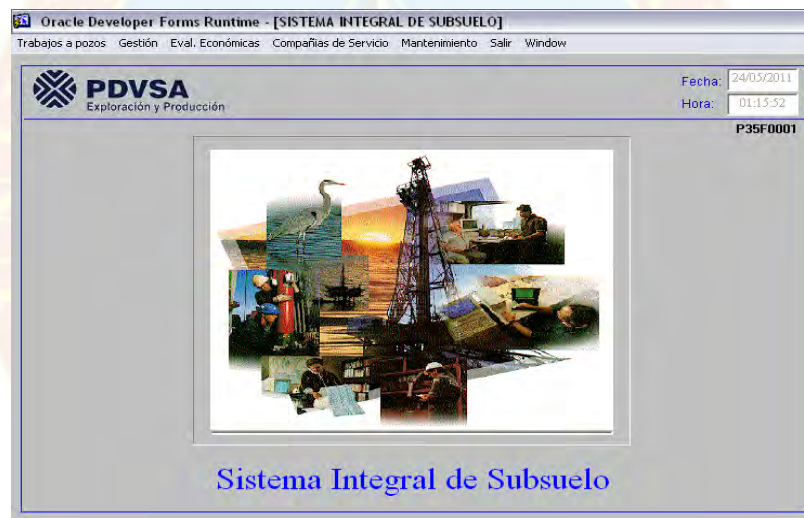 Oracle Developer Forms Runtime - [SISTEMA INTEGRAL DE SUBSUELO]
Trabajos a pozos Gestión Eval. Económicas Compañias de Servicio Mantenimiento Salir Window
PDVSA
Exploración y Producción
Fecha: 24/05/2011
Hora: 01:15:52
P35F0001
Sistema Integral de Subsuelo